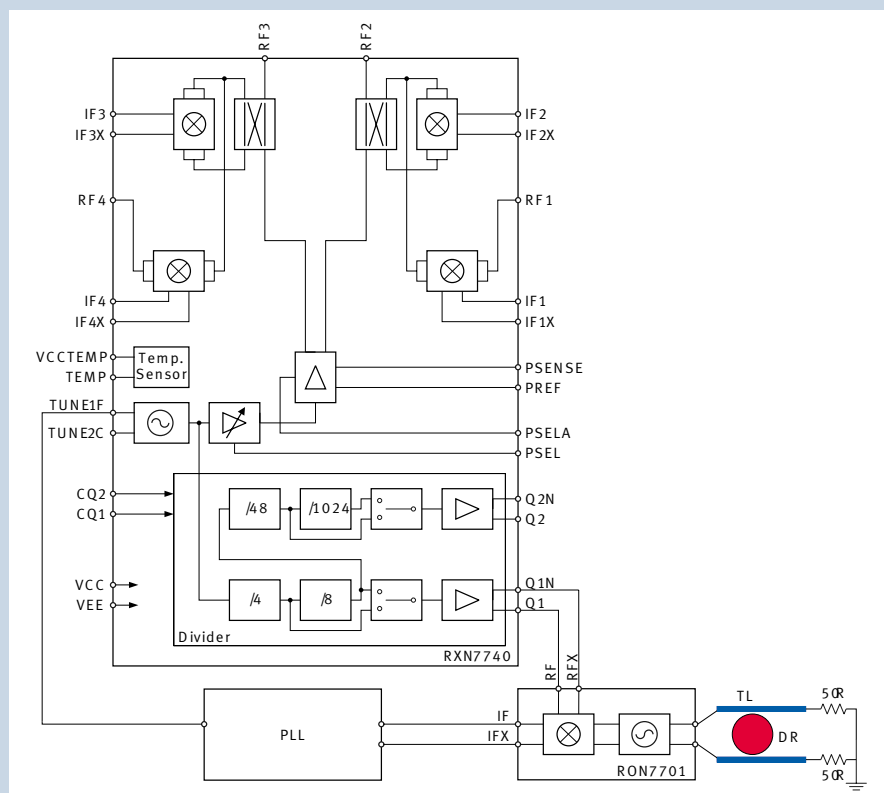 RF3 RF2
IF3 IF2
IF3X IF2X
RF4 RF1
IF4 IF1
IF4X IF1X
VCCTEMP Temp. Sensor PSENSE
TEMP PREF
TUNE1F
TUNE2C PSELA
PSEL
CQ2 /48 /1024 Q2N
CQ1 Q2
VCC /4 /8 Q1N
VEE Q1
Divider
RXN7740
RF RFX
PLL IF TL 50R
IFX DR
RON7701 50R